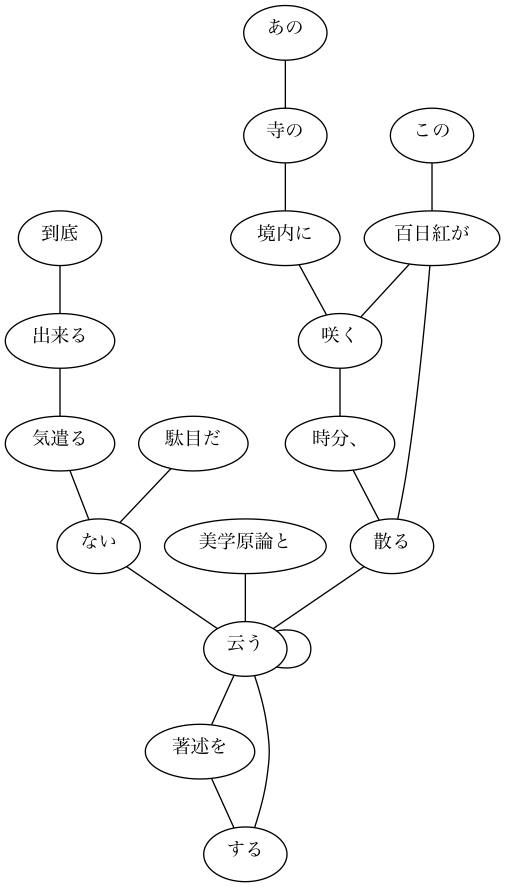 あの
寺の
この
到底
境内に
百日紅が
出来る
咲く
気遣る
駄目だ
時分、
ない
美学原論と
散る
云う
著述を
する